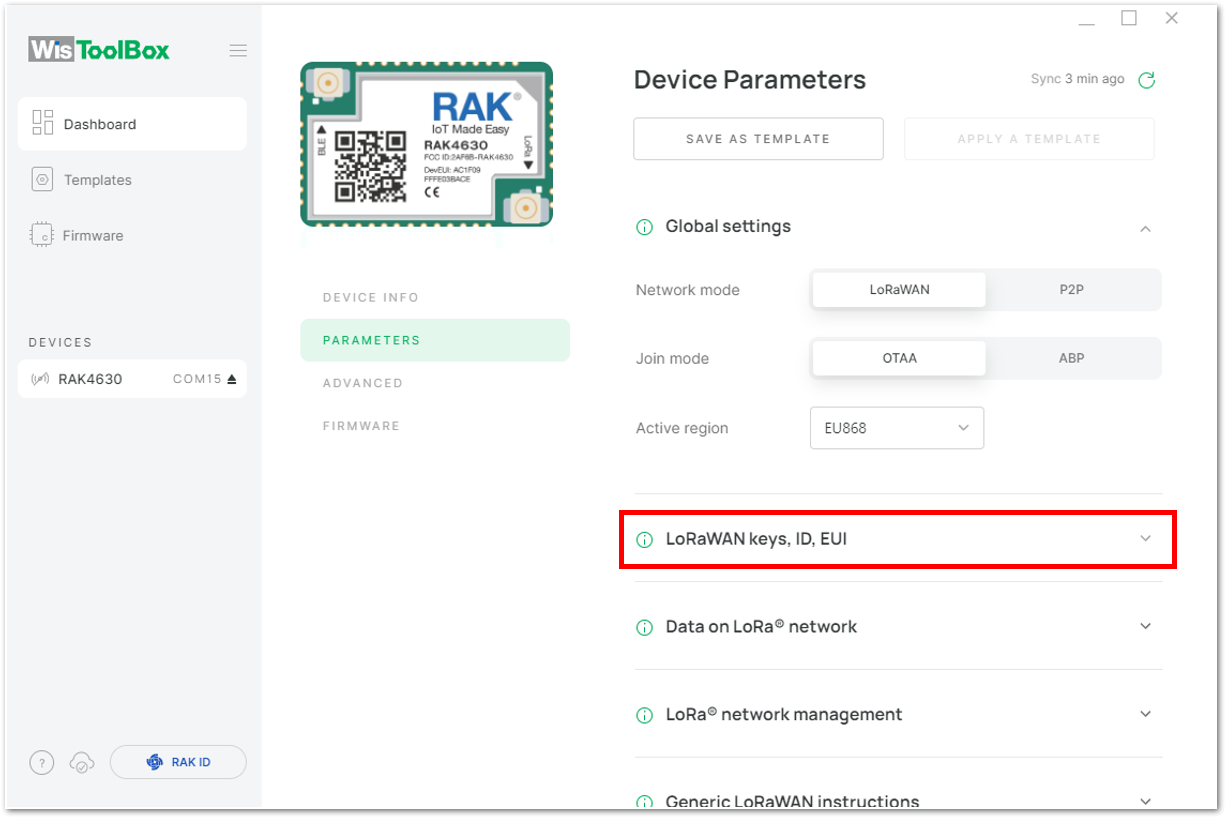 WisToolBox
Dashboard
Templates
Firmware
DEVICES
RAK4630 COM15
?
RAK ID
RAK®
IoT Made Easy
RAK4630
FCC ID:2AF6B-RAK4630
DevEUI: AC1F09
FFFE03BACE
CE
BLE
LoRa
DEVICE INFO
PARAMETERS
ADVANCED
FIRMWARE
Device Parameters
Sync 3 min ago
SAVE AS TEMPLATE
APPLY A TEMPLATE
Global settings
Network mode LoRaWAN P2P
Join mode OTAA ABP
Active region EU868
LoRaWAN keys, ID, EUI
Data on LoRa® network
LoRa® network management
Generic LoRaWAN instructions